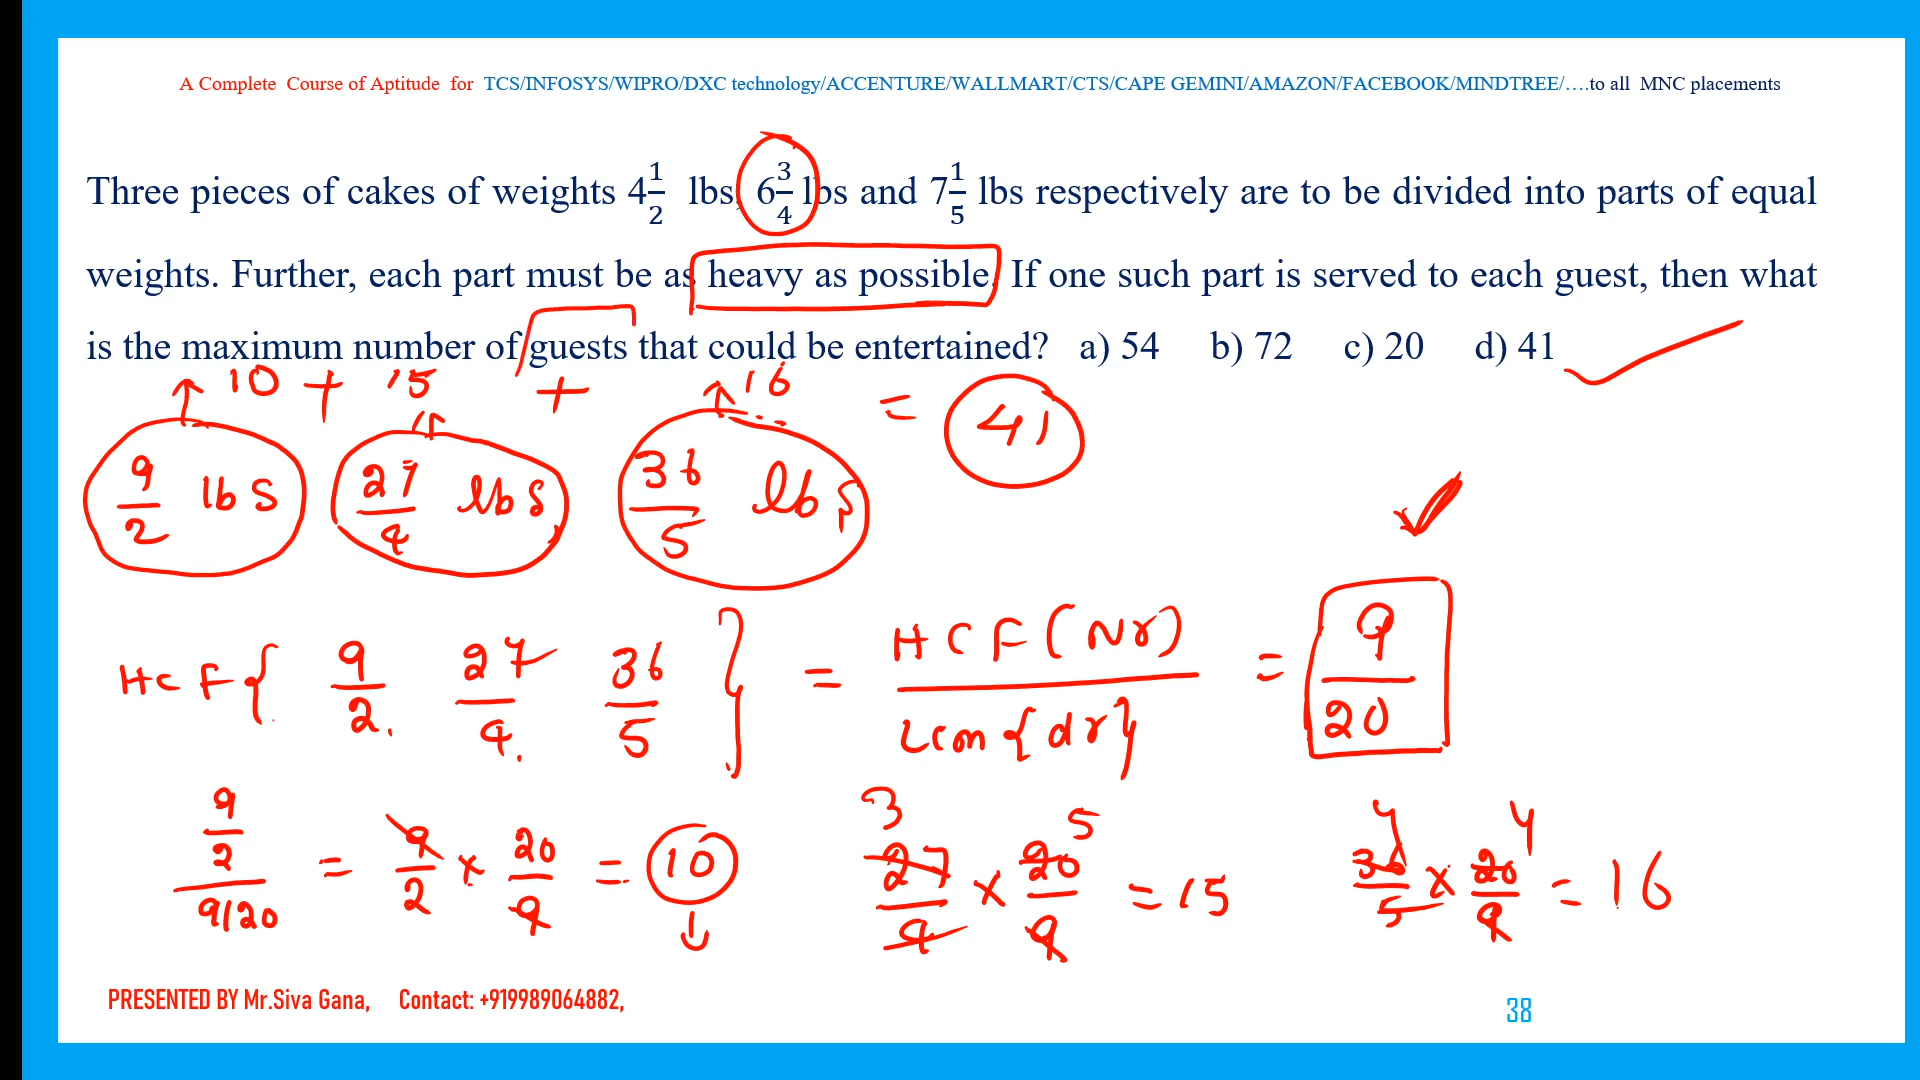 A Complete Course of Aptitude for TCS/INFOSYS/WIPRO/DXC technology/ACCENTURE/WALLMART/CTS/CAPE GEMINI/AMAZON/FACEBOOK/MINDTREE/….to all MNC placements
Three pieces of cakes of weights 4 1/2 lbs, 6 3/4 lbs and 7 1/5 lbs respectively are to be divided into parts of equal
weights. Further, each part must be as heavy as possible. If one such part is served to each guest, then what
is the maximum number of guests that could be entertained? a) 54 b) 72 c) 20 d) 41
10 + 15 + 16 = 41
9/2 lbs 27/4 lbs 36/5 lbs
HCF { 9/2. 27/4. 36/5 } = HCF(Nr) / Lcm{dr} = 9/20
9/2 / 9/20 = 9/2 x 20/9 = 10 3 27/4 x 20/9 5 = 15 4 36/5 x 20/9 4 = 16
PRESENTED BY Mr.Siva Gana, Contact: +919989064882,
38